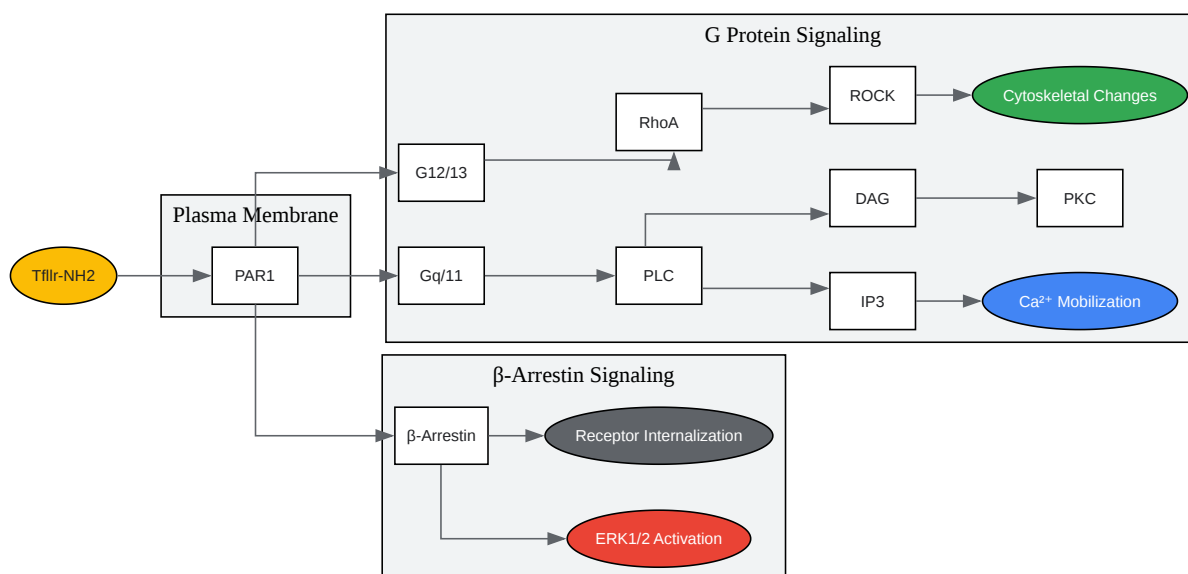 G Protein Signaling
ROCK
Cytoskeletal Changes
RhoA
G12/13
DAG
PKC
Plasma Membrane
Tfllr-NH2
PAR1
Gq/11
PLC
IP3
Ca²⁺ Mobilization
β-Arrestin Signaling
β-Arrestin
Receptor Internalization
ERK1/2 Activation